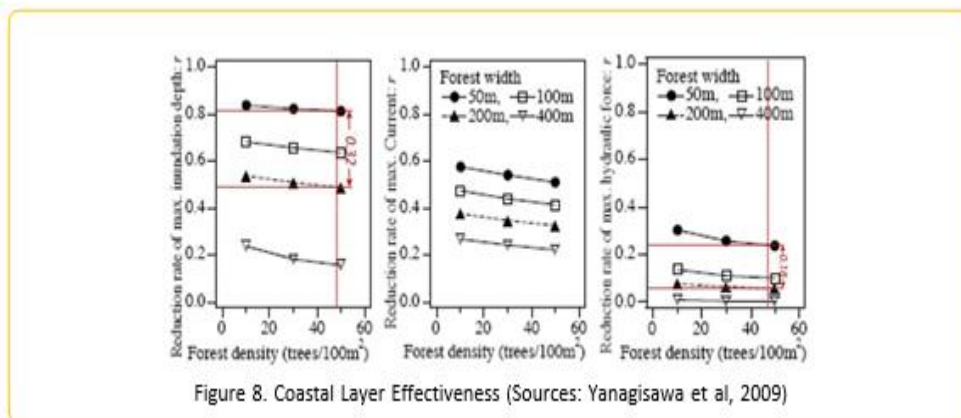 Reduction rate of max. inundation depth: r
1.0
0.8
0.6
0.4
0.2
0.0
0.32
0 20 40 60
Forest density (trees/100m²)
Reduction rate of max. Current: r
1.0
0.8
0.6
0.4
0.2
0.0
Forest width
50m, 100m
200m, 400m
0 20 40 60
Forest density (trees/100m²)
Reduction rate of max. hydraulic force: r
1.0
0.8
0.6
0.4
0.2
0.0
Forest width
50m, 100m
200m, 400m
0 20 40 60
Forest density (trees/100m²)
Figure 8. Coastal Layer Effectiveness (Sources: Yanagisawa et al, 2009)